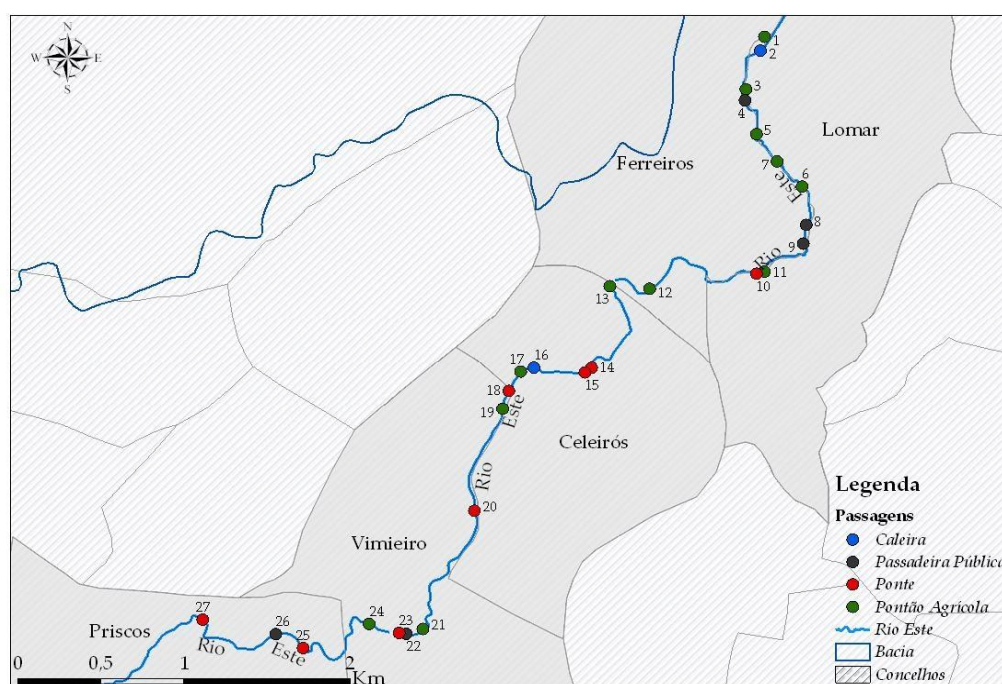 N
W E
S
1
2
3
4
Lomar
5
Ferreiros
7
6
Este
8
9
Rio
11
10
13
12
17
16
14
15
18
Este
19
Celeirós
Rio
Legenda
Passagens
20
Caleira
Vimieiro
Passadeira Pública
Ponte
27
26
24
23
21
Pontão Agrícola
Priscos
25
22
Rio Este
Rio
Este
0 0,5 1 2
Km
Bacia
Concelhos